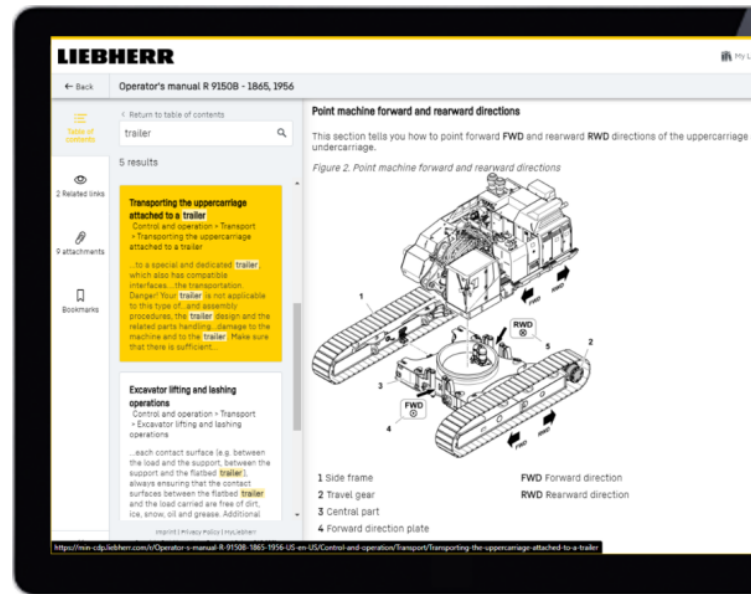 LIEBHERR
My L
← Back
Operator's manual R 9150B - 1865, 1956
Table of
contents
2 Related links
9 attachments
Bookmarks
< Return to table of contents
trailer
5 results
Transporting the uppercarriage
attached to a trailer
Control and operation > Transport
> Transporting the uppercarriage
attached to a trailer
...to a special and dedicated trailer,
which also has compatible
interfaces....the transportation.
Danger! Your trailer is not applicable
to this type of...and assembly
procedures, the trailer design and the
related parts handling...damage to the
machine and to the trailer. Make sure
that there is sufficient...
Excavator lifting and lashing
operations
Control and operation > Transport
> Excavator lifting and lashing
operations
...each contact surface (e.g. between
the load and the support, between the
support and the flatbed trailer),
always ensuring that the contact
surfaces between the flatbed trailer
and the load carried are free of dirt,
ice, snow, oil and grease. Additional
Imprint | Privacy Policy | MyLiebherr
Point machine forward and rearward directions
This section tells you how to point forward FWD and rearward RWD directions of the uppercarriage
undercarriage.
Figure 2. Point machine forward and rearward directions
1
FWD
RWD
RWD
5
2
3
FWD
4
FWD
RWD
1 Side frame
2 Travel gear
3 Central part
4 Forward direction plate
FWD Forward direction
RWD Rearward direction
https://min-cdp.liebherr.com/r/Operator-s-manual-R-9150B-1865-1956-US-en-US/Control-and-operation/Transport/Transporting-the-uppercarriage-attached-to-a-trailer